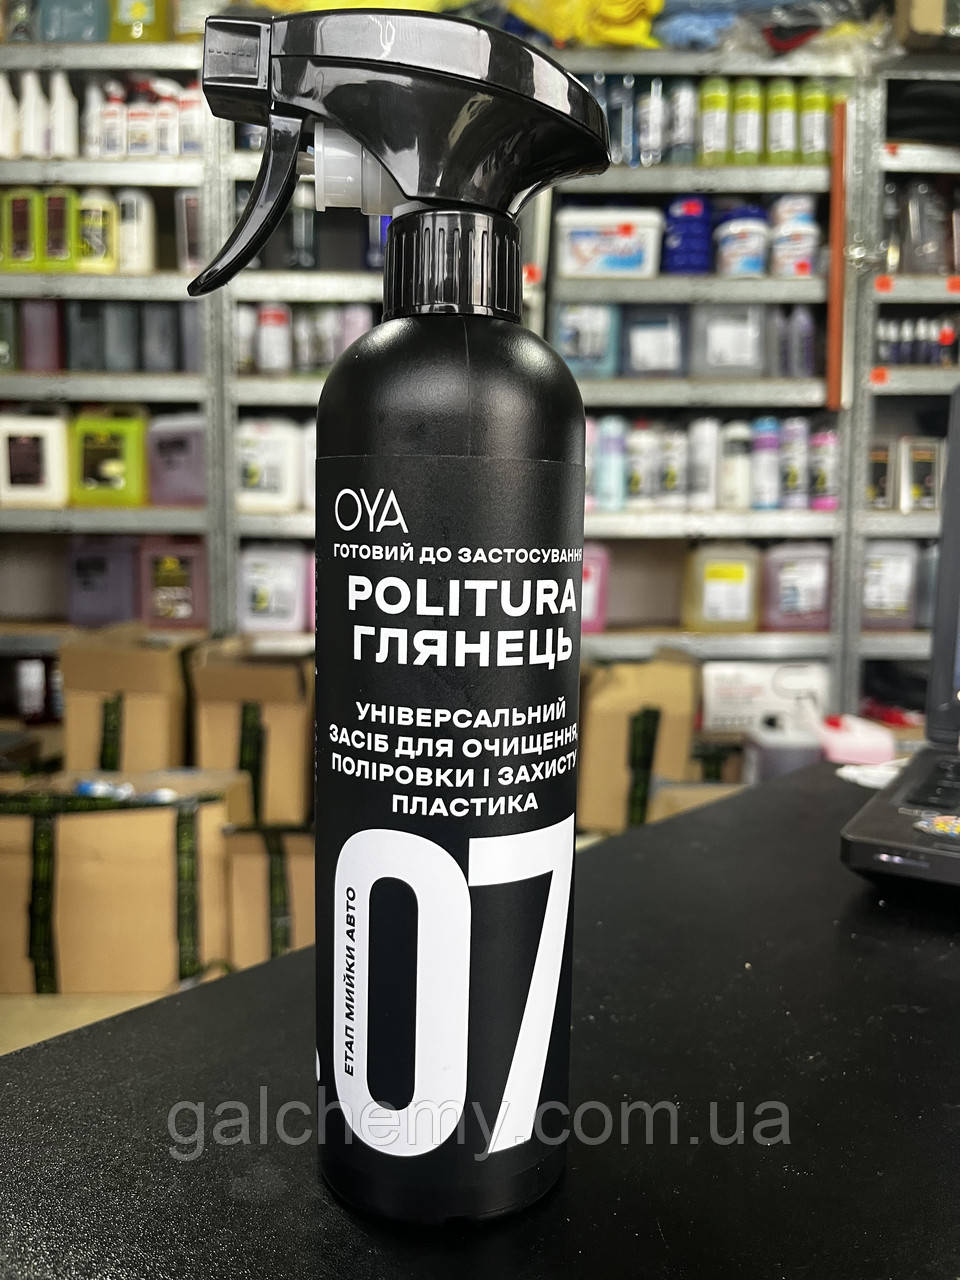 OYA
ГОТОВИЙ ДО ЗАСТОСУВАННЯ
POLITURA
ГЛЯНЕЦЬ
УНІВЕРСАЛЬНИЙ
ЗАСІБ ДЛЯ ОЧИЩЕННЯ,
ПОЛІРОВКИ І ЗАХИСТУ
ПЛАСТИКА
ЕТАП МИЙКИ АВТО
07
galchemy.com.ua